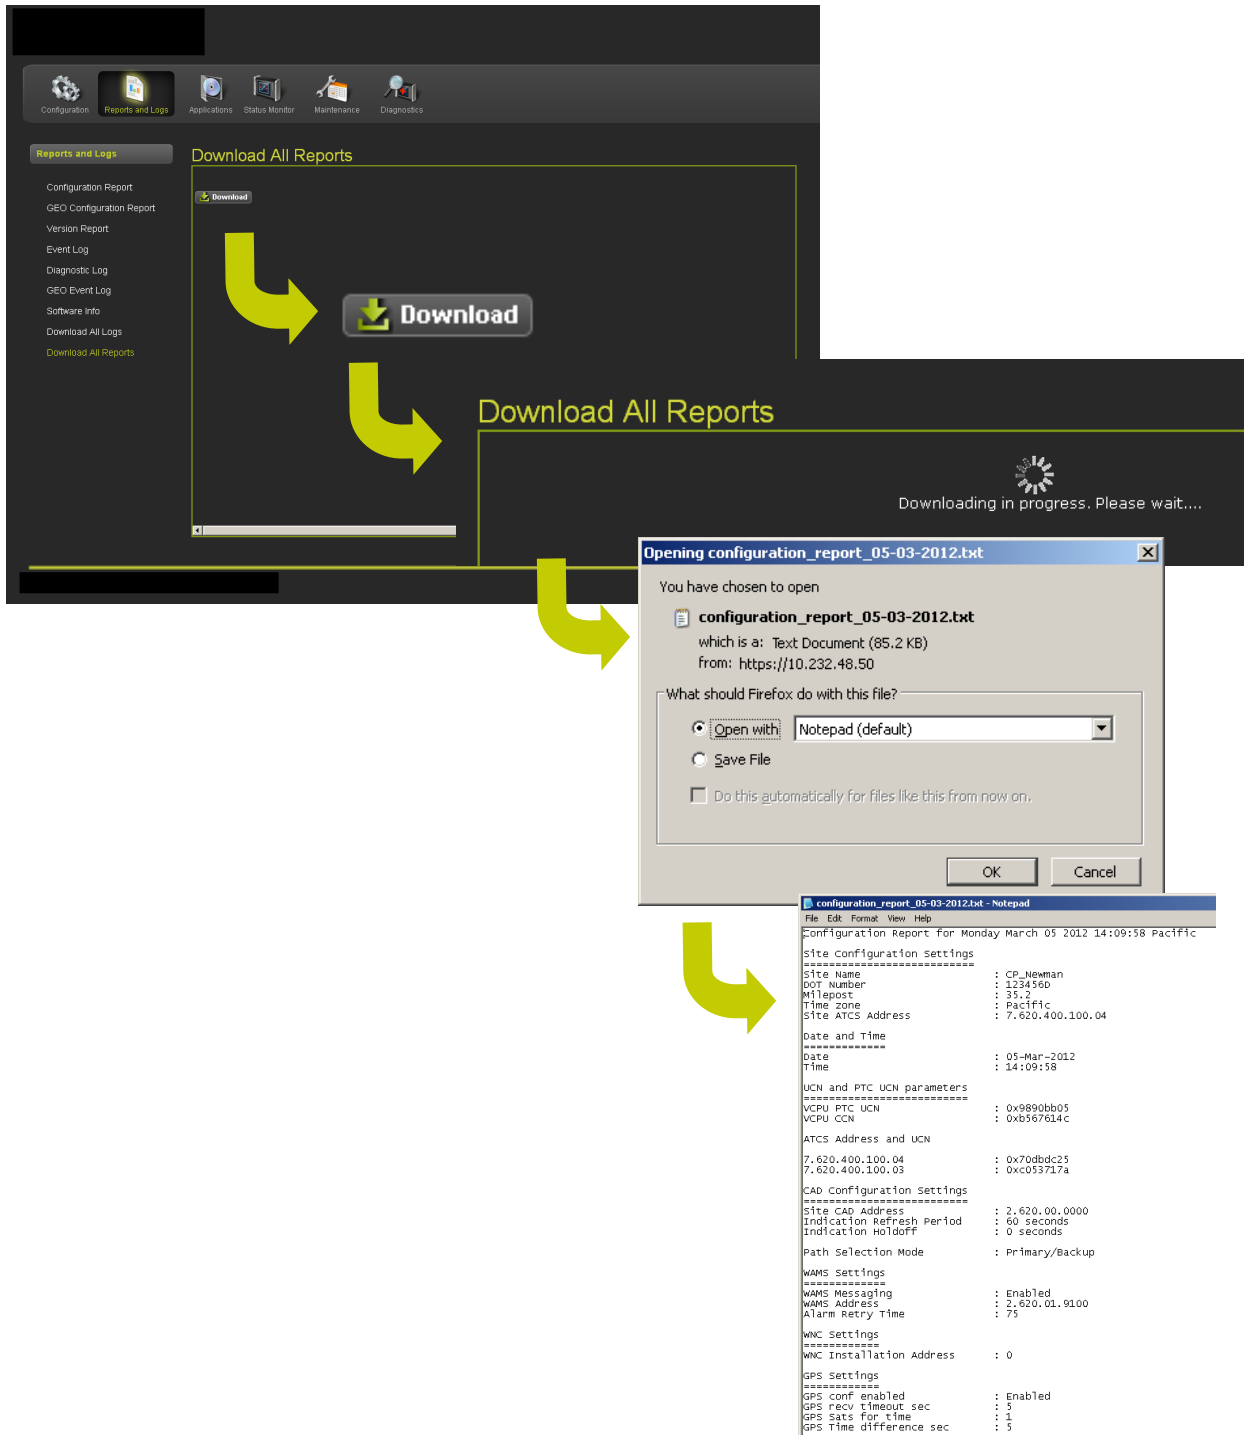 Configuration
Reports and Logs
Applications
Status Monitor
Maintenance
Diagnostics
Reports and Logs
Configuration Report
GEO Configuration Report
Version Report
Event Log
Diagnostic Log
GEO Event Log
Software Info
Download All Logs
Download All Reports
Download All Reports
Download
Download
Download All Reports
Downloading in progress. Please wait....
Opening configuration_report_05-03-2012.txt
You have chosen to open
configuration_report_05-03-2012.txt
which is a: Text Document (85.2 KB)
from: https://10.232.48.50
What should Firefox do with this file?
Open with Notepad (default)
Save File
Do this automatically for files like this from now on.
OK Cancel
configuration_report_05-03-2012.txt - Notepad
File Edit Format View Help
Configuration Report for Monday March 05 2012 14:09:58 Pacific
Site Configuration Settings
===========================
Site Name : CP_Newman
DOT Number : 123456D
Milepost : 35.2
Time zone : Pacific
Site ATCS Address : 7.620.400.100.04
Date and Time
=============
Date : 05-Mar-2012
Time : 14:09:58
UCN and PTC UCN parameters
==========================
VCPU PTC UCN : 0x9890bb05
VCPU CCN : 0xb567614c
ATCS Address and UCN
7.620.400.100.04 : 0x70dbdc25
7.620.400.100.03 : 0xc053717a
CAD Configuration Settings
==========================
Site CAD Address : 2.620.00.0000
Indication Refresh Period : 60 seconds
Indication Holdoff : 0 seconds
Path Selection Mode : Primary/Backup
WAMS Settings
=============
WAMS Messaging : Enabled
WAMS Address : 2.620.01.9100
Alarm Retry Time : 75
WNC Settings
============
WNC Installation Address : 0
GPS Settings
============
GPS conf enabled : Enabled
GPS recv timeout sec : 5
GPS Sats for time : 1
GPS Time difference sec : 5